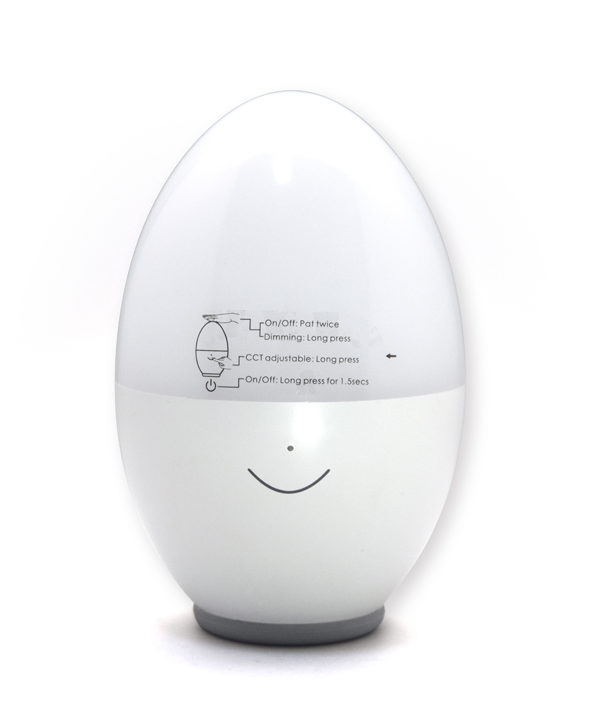 On/Off: Pat twice
Dimming: Long press
CCT adjustable: Long press
On/Off: Long press for 1.5secs